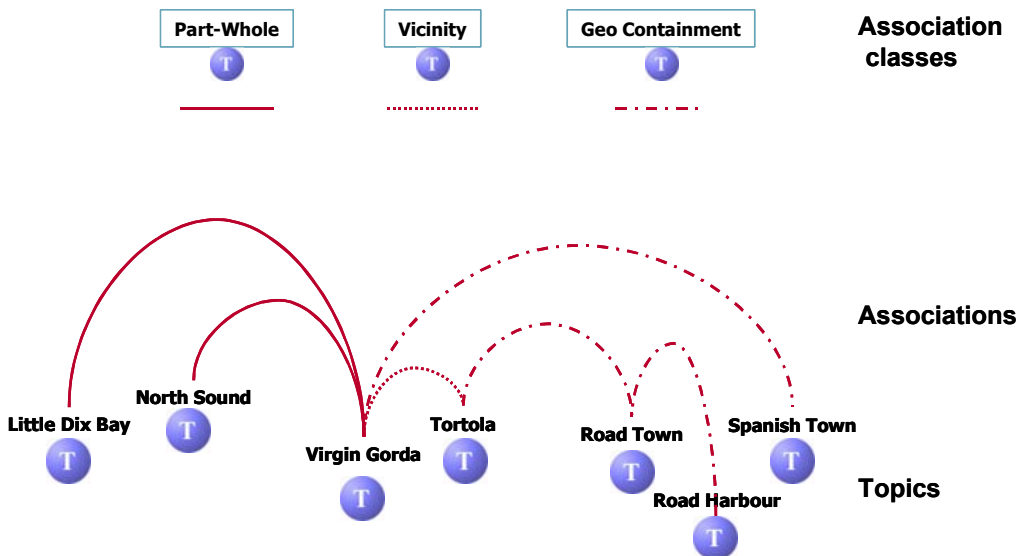 Part-Whole
Vicinity
Geo Containment
Association
classes
T
T
T
Associations
North Sound
Little Dix Bay
Tortola
Spanish Town
Road Town
Virgin Gorda
T
T
T
T
T
T
Road Harbour
Topics
T